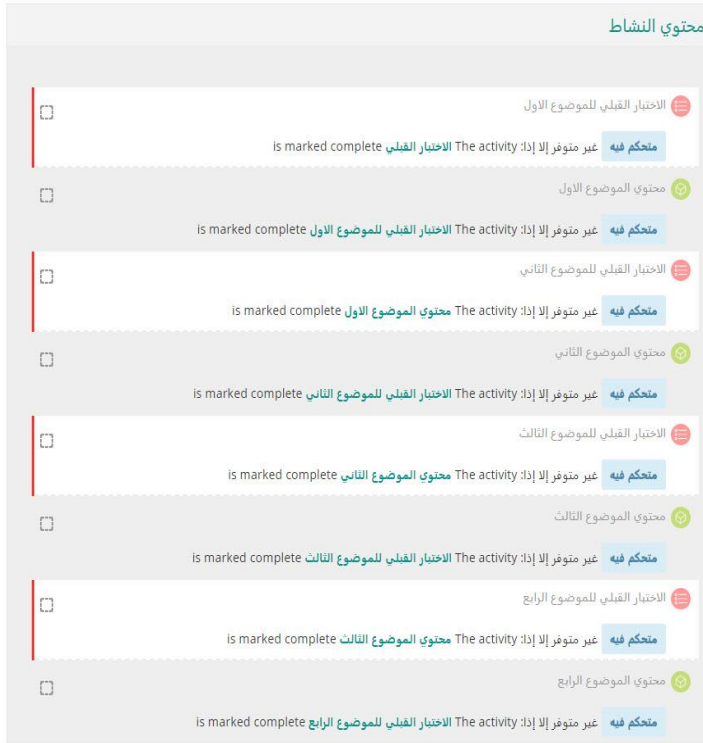 محتوي النشاط
الاختبار القبلي للموضوع الاول
متحكم فيه غير متوفر إلا إذا: The activity الاختبار القبلي is marked complete
محتوي الموضوع الاول
متحكم فيه غير متوفر إلا إذا: The activity الاختبار القبلي للموضوع الاول is marked complete
الاختبار القبلي للموضوع الثاني
متحكم فيه غير متوفر إلا إذا: The activity محتوي الموضوع الاول is marked complete
محتوي الموضوع الثاني
متحكم فيه غير متوفر إلا إذا: The activity الاختبار القبلي للموضوع الثاني is marked complete
الاختبار القبلي للموضوع الثالث
متحكم فيه غير متوفر إلا إذا: The activity محتوي الموضوع الثاني is marked complete
محتوي الموضوع الثالث
متحكم فيه غير متوفر إلا إذا: The activity الاختبار القبلي للموضوع الثالث is marked complete
الاختبار القبلي للموضوع الرابع
متحكم فيه غير متوفر إلا إذا: The activity محتوي الموضوع الثالث is marked complete
محتوي الموضوع الرابع
متحكم فيه غير متوفر إلا إذا: The activity الاختبار القبلي للموضوع الرابع is marked complete